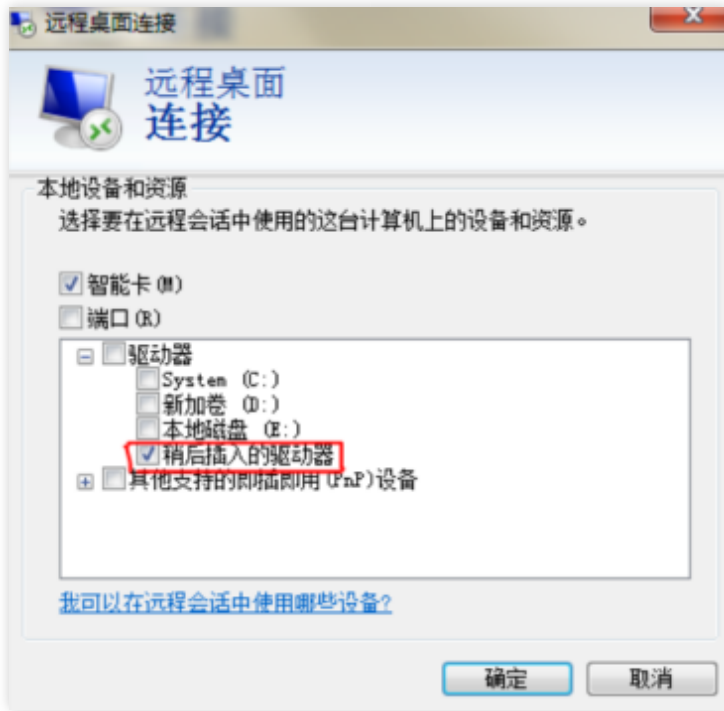 远程桌面连接
远程桌面
连接
本地设备和资源
选择要在远程会话中使用的这台计算机上的设备和资源。
智能卡(M)
端口(R)
驱动器
System (C:)
新加卷 (D:)
本地磁盘 (E:)
稍后插入的驱动器
其他支持的即插即用(PnP)设备
我可以在远程会话中使用哪些设备?
确定 取消